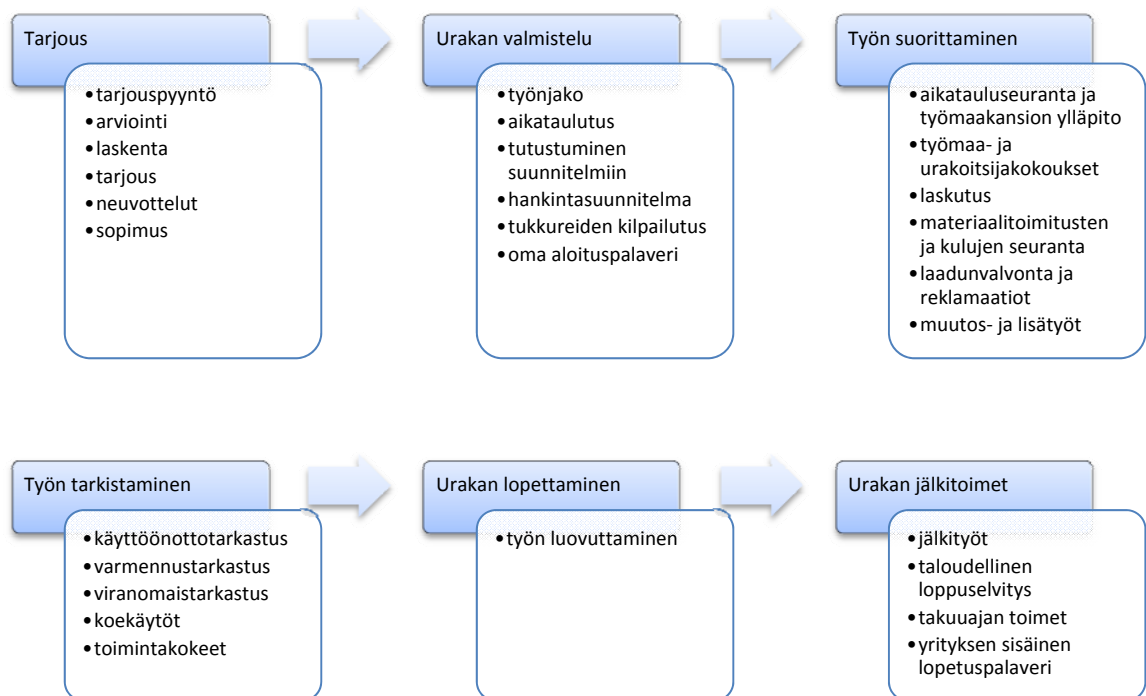 Tarjous
•tarjouspyyntö
•arviointi
•laskenta
•tarjous
•neuvottelut
•sopimus
Urakan valmistelu
•työnjako
•aikataulutus
•tutustuminen
suunnitelmiin
•hankintasuunnitelma
•tukkureiden kilpailutus
•oma aloituspalaveri
Työn suorittaminen
•aikatauluseuranta ja
työmaakansion ylläpito
•työmaa- ja
urakoitsijakokoukset
•laskutus
•materiaalitoimitusten
ja kulujen seuranta
•laadunvalvonta ja
reklamaatiot
•muutos- ja lisätyöt
Työn tarkistaminen
•käyttöönottotarkastus
•varmennustarkastus
•viranomaistarkastus
•koekäytöt
•toimintakokeet
Urakan lopettaminen
•työn luovuttaminen
Urakan jälkitoimet
•jälkityöt
•taloudellinen
loppuselvitys
•takuuajan toimet
•yrityksen sisäinen
lopetuspalaveri